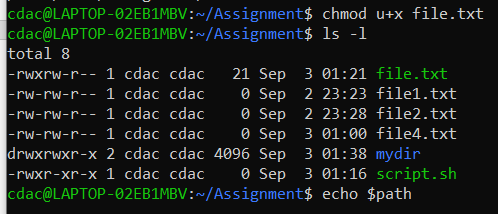 cdac@LAPTOP-02EB1MBV:~/Assignment$ chmod u+x file.txt
cdac@LAPTOP-02EB1MBV:~/Assignment$ ls -l
total 8
-rwxrw-r-- 1 cdac cdac   21 Sep  3 01:21 file.txt
-rw-rw-r-- 1 cdac cdac    0 Sep  2 23:23 file1.txt
-rw-rw-r-- 1 cdac cdac    0 Sep  2 23:28 file2.txt
-rw-rw-r-- 1 cdac cdac    0 Sep  3 01:00 file4.txt
drwxrwxr-x 2 cdac cdac 4096 Sep  3 01:38 mydir
-rwxr-xr-x 1 cdac cdac    0 Sep  3 01:16 script.sh
cdac@LAPTOP-02EB1MBV:~/Assignment$ echo $path